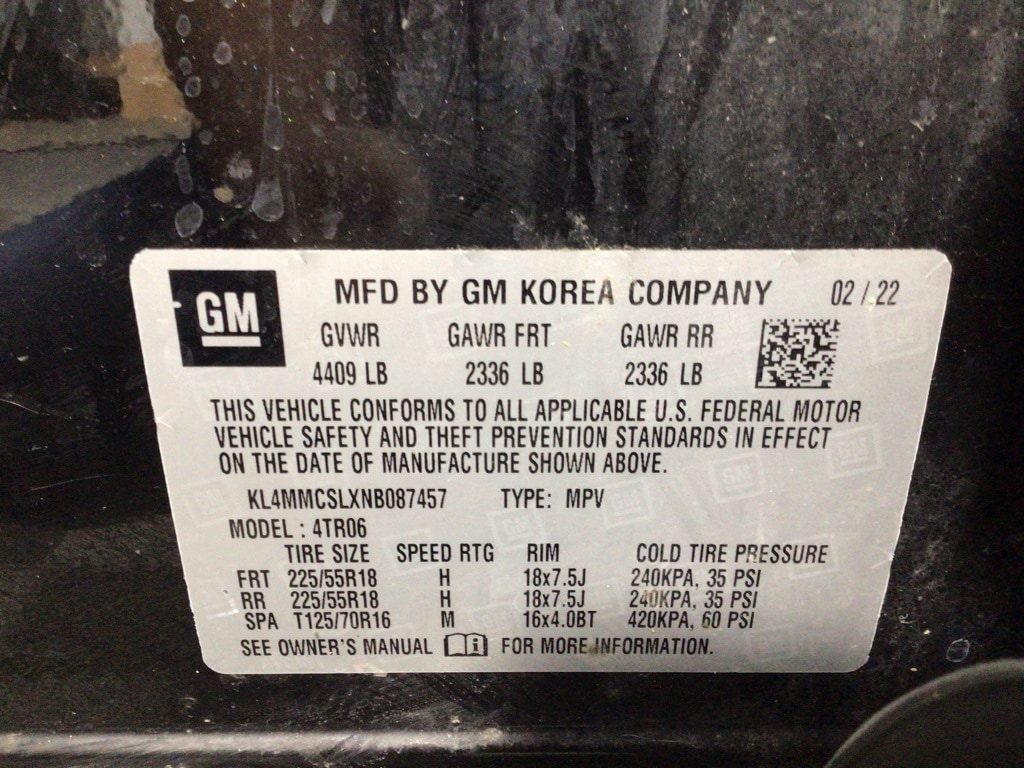 GM MFD BY GM KOREA COMPANY 02 / 22
GVWR GAWR FRT GAWR RR
4409 LB 2336 LB 2336 LB
THIS VEHICLE CONFORMS TO ALL APPLICABLE U.S. FEDERAL MOTOR
VEHICLE SAFETY AND THEFT PREVENTION STANDARDS IN EFFECT
ON THE DATE OF MANUFACTURE SHOWN ABOVE.
KL4MMCSLXNB087457 TYPE: MPV
MODEL : 4TR06
TIRE SIZE SPEED RTG RIM COLD TIRE PRESSURE
FRT 225/55R18 H 18x7.5J 240KPA, 35 PSI
RR 225/55R18 H 18x7.5J 240KPA, 35 PSI
SPA T125/70R16 M 16x4.0BT 420KPA, 60 PSI
SEE OWNER'S MANUAL i FOR MORE INFORMATION.